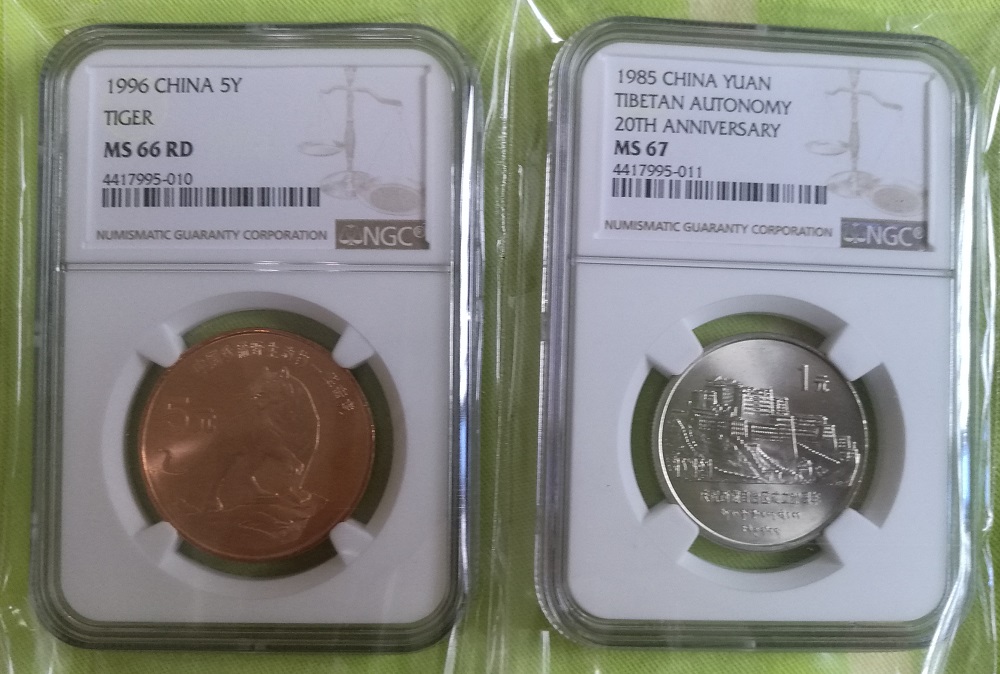 1996 CHINA 5Y
TIGER
MS 66 RD
4417995-010
NUMISMATIC GUARANTY CORPORATION
NGC®
5元
1985 CHINA YUAN
TIBETAN AUTONOMY
20TH ANNIVERSARY
MS 67
4417995-011
NUMISMATIC GUARANTY CORPORATION
NGC®
1元